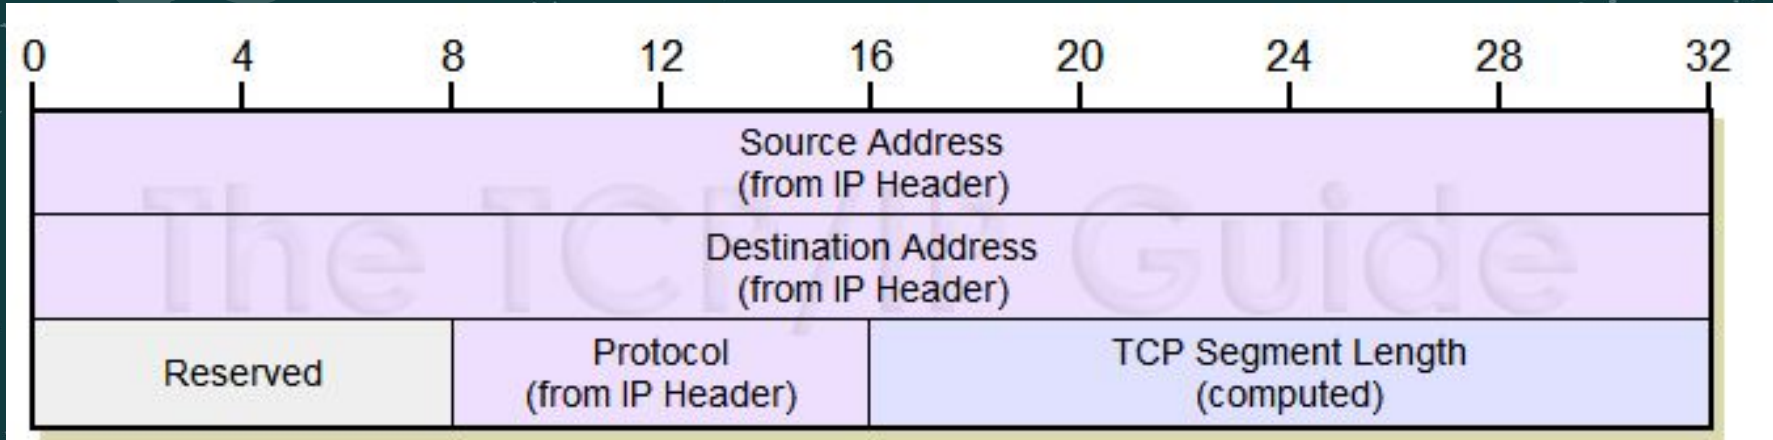 0 4 8 12 16 20 24 28 32
Source Address
(from IP Header)
The TCP/IP Guide
Destination Address
(from IP Header)
Reserved
Protocol
(from IP Header)
TCP Segment Length
(computed)